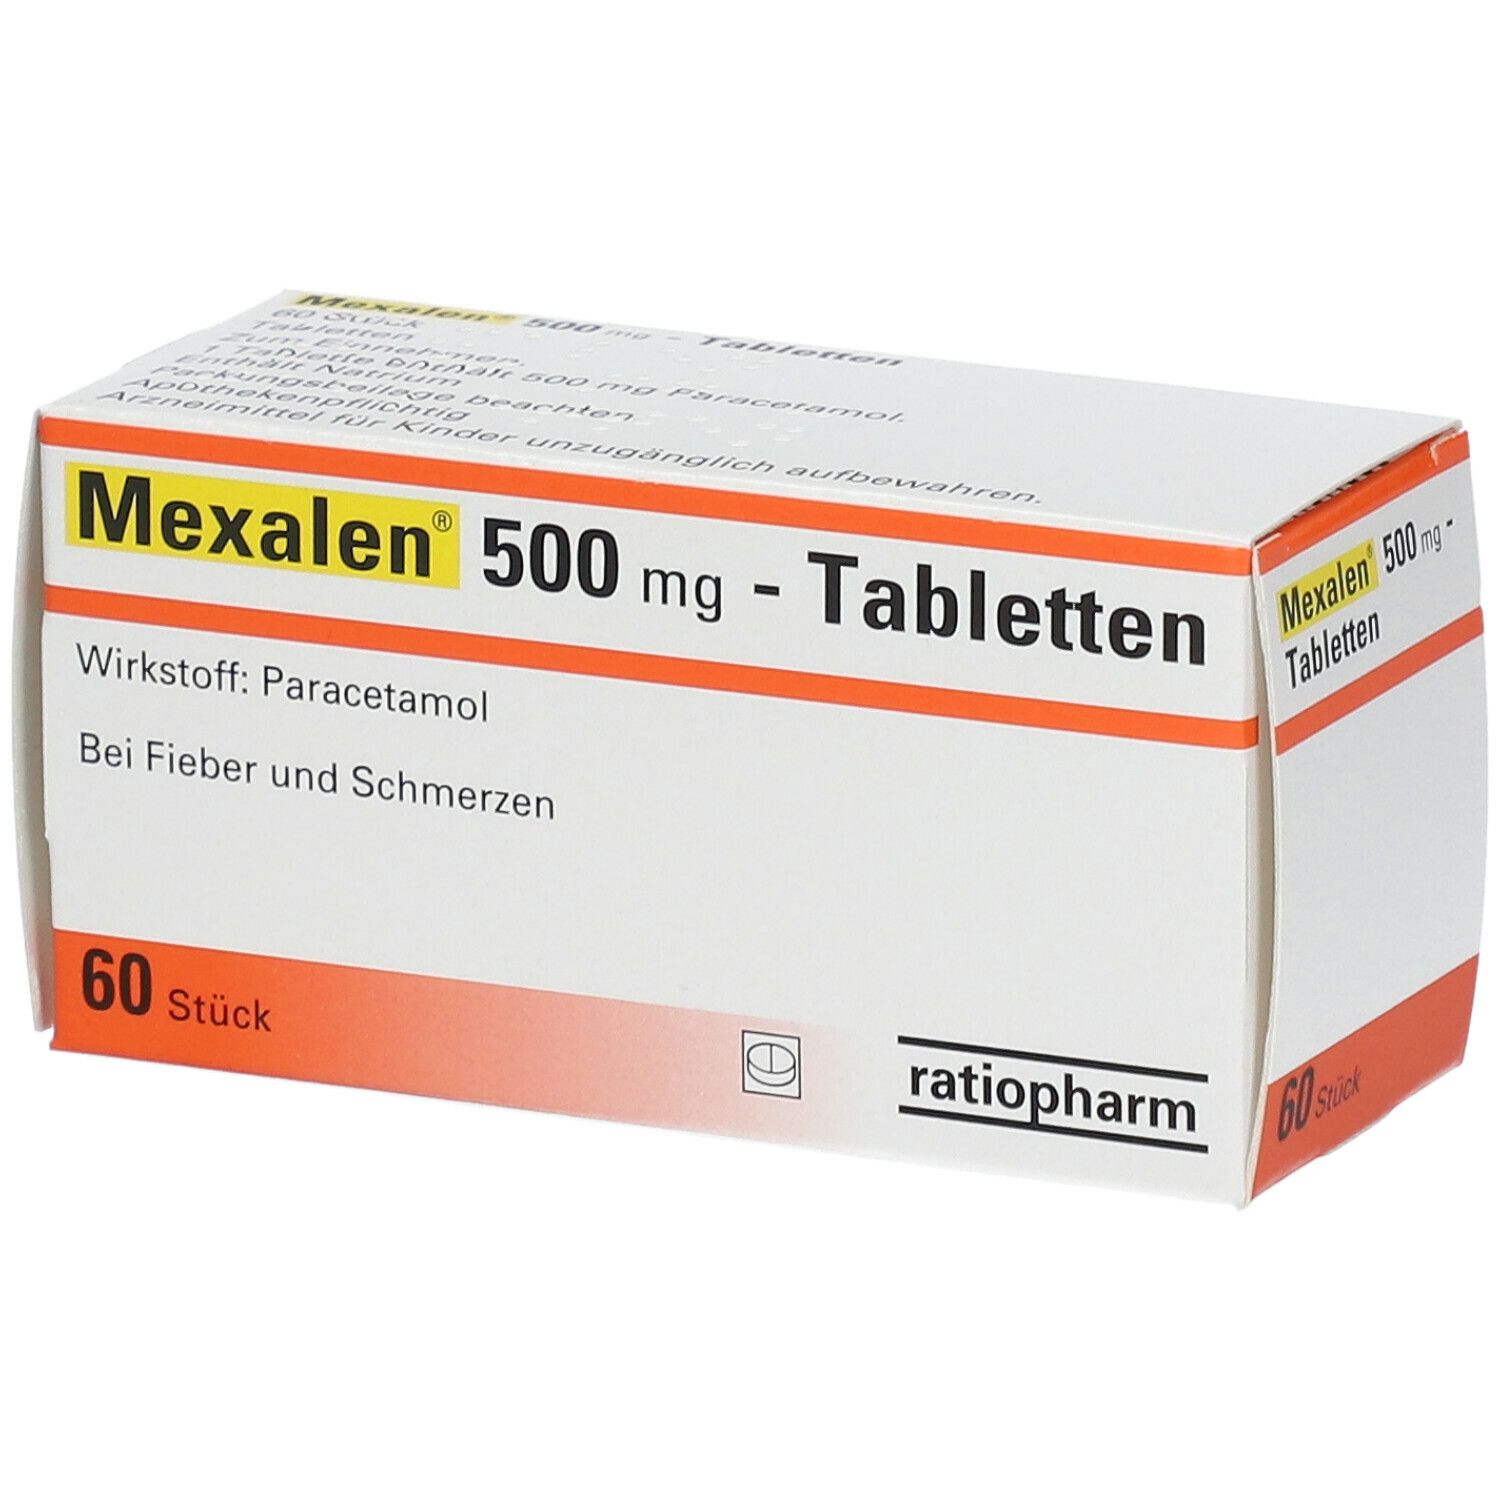 Mexalen® 500 mg - Tabletten
60 Stück
Tabletten
Zum Einnehmen.
1 Tablette enthält 500 mg Paracetamol.
Enthält Natrium
Packungsbeilage beachten.
Apothekenpflichtig
Arzneimittel für Kinder unzugänglich aufbewahren.
Mexalen® 500 mg - Tabletten
Wirkstoff: Paracetamol
Bei Fieber und Schmerzen
60 Stück
ratiopharm
Mexalen® 500 mg -
Tabletten
60 Stück